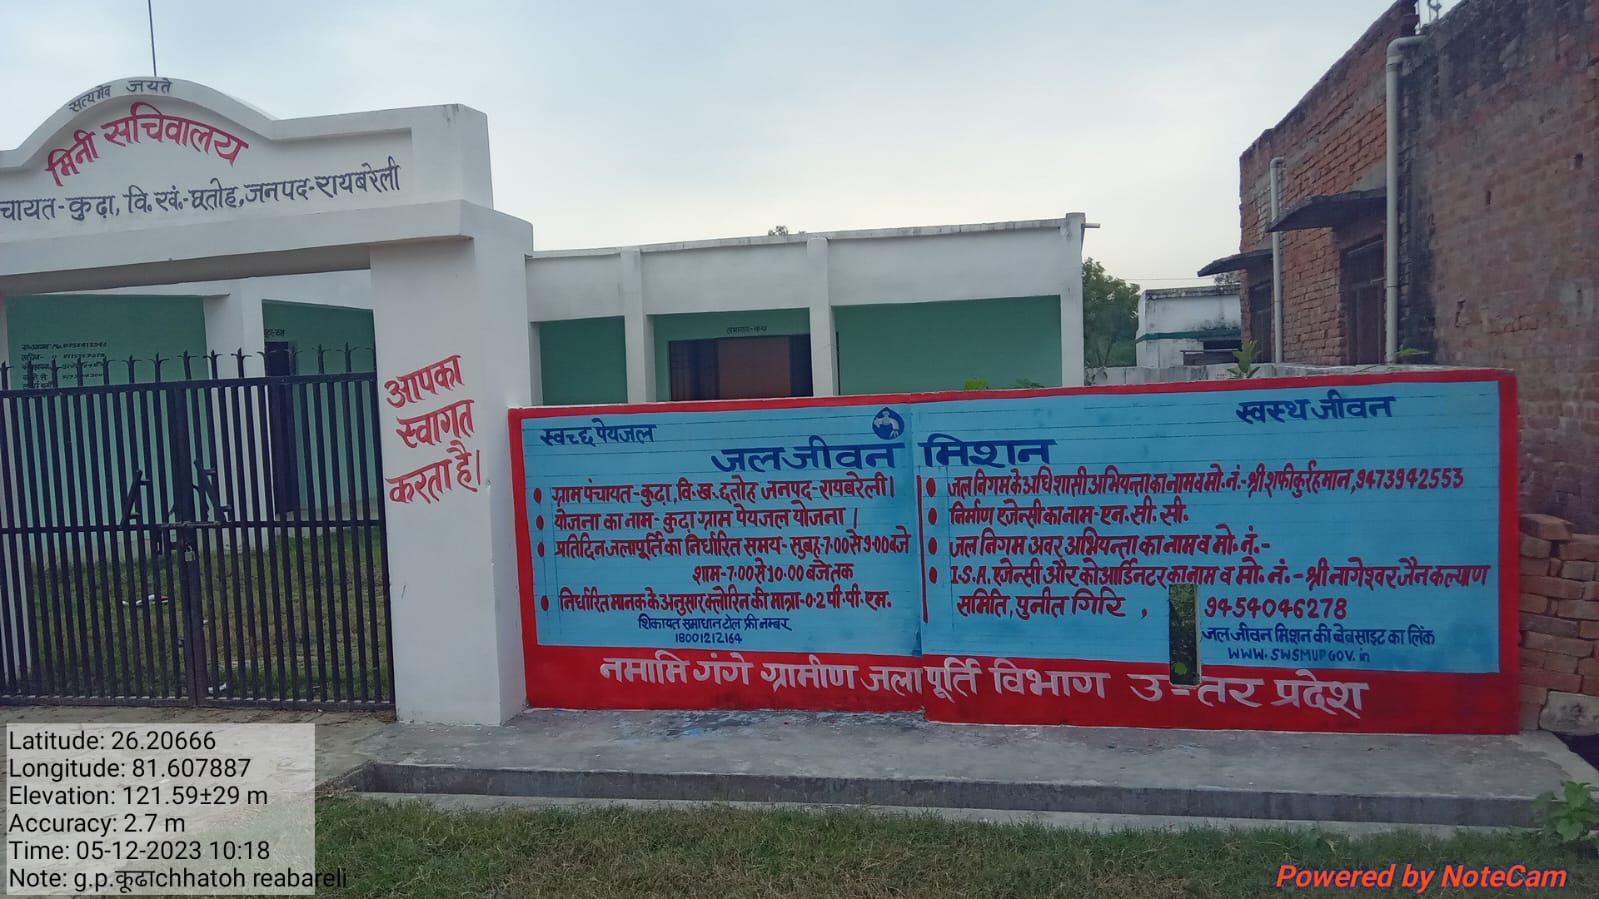 सत्यमेव जयते
मिनी सचिवालय
चायत-कुढ़ा, वि.खं.-छतोह, जनपद-रायबरेली
आपका
स्वागत
करता है।
स्वच्छ पेयजल
स्वस्थ जीवन
जल जीवन मिशन
ग्राम पंचायत-कुढ़ा, वि.ख. छतोह जनपद-रायबरेली।
योजना का नाम- कुढ़ा ग्राम पेयजल योजना।
प्रतिदिन जलापूर्ति का निर्धारित समय- सुबह-7.00 से 9.00 बजे
शाम-7.00 से 10.00 बजे तक
निर्धारित मानक के अनुसार क्लोरिन की मात्रा-0.2 पी.पी.एम.
शिकायत समाधान टोल फ्री नम्बर
18001212164
जल निगम के अधिशासी अभियन्ता का नाम व मो. नं.-श्री शफीकुर्रहमान, 9473942553
निर्माण एजेन्सी का नाम-एन.सी.सी.
जल निगम अवर अभियन्ता का नाम व मो. नं.-
I.S.A. एजेन्सी और कोआर्डिनटर का नाम व मो. नं.-श्री नागेश्वर जैन कल्याण
समिति, पुनीत गिरि , 9454046278
जल जीवन मिशन की बेबसाइट का लिंक
WWW.SWSMUPGOV.in
नमामि गंगे ग्रामीण जलापूर्ति विभाग उत्तर प्रदेश
Latitude: 26.20666
Longitude: 81.607887
Elevation: 121.59±29 m
Accuracy: 2.7 m
Time: 05-12-2023 10:18
Note: g.p.कूढाchhatoh reabareli
Powered by NoteCam